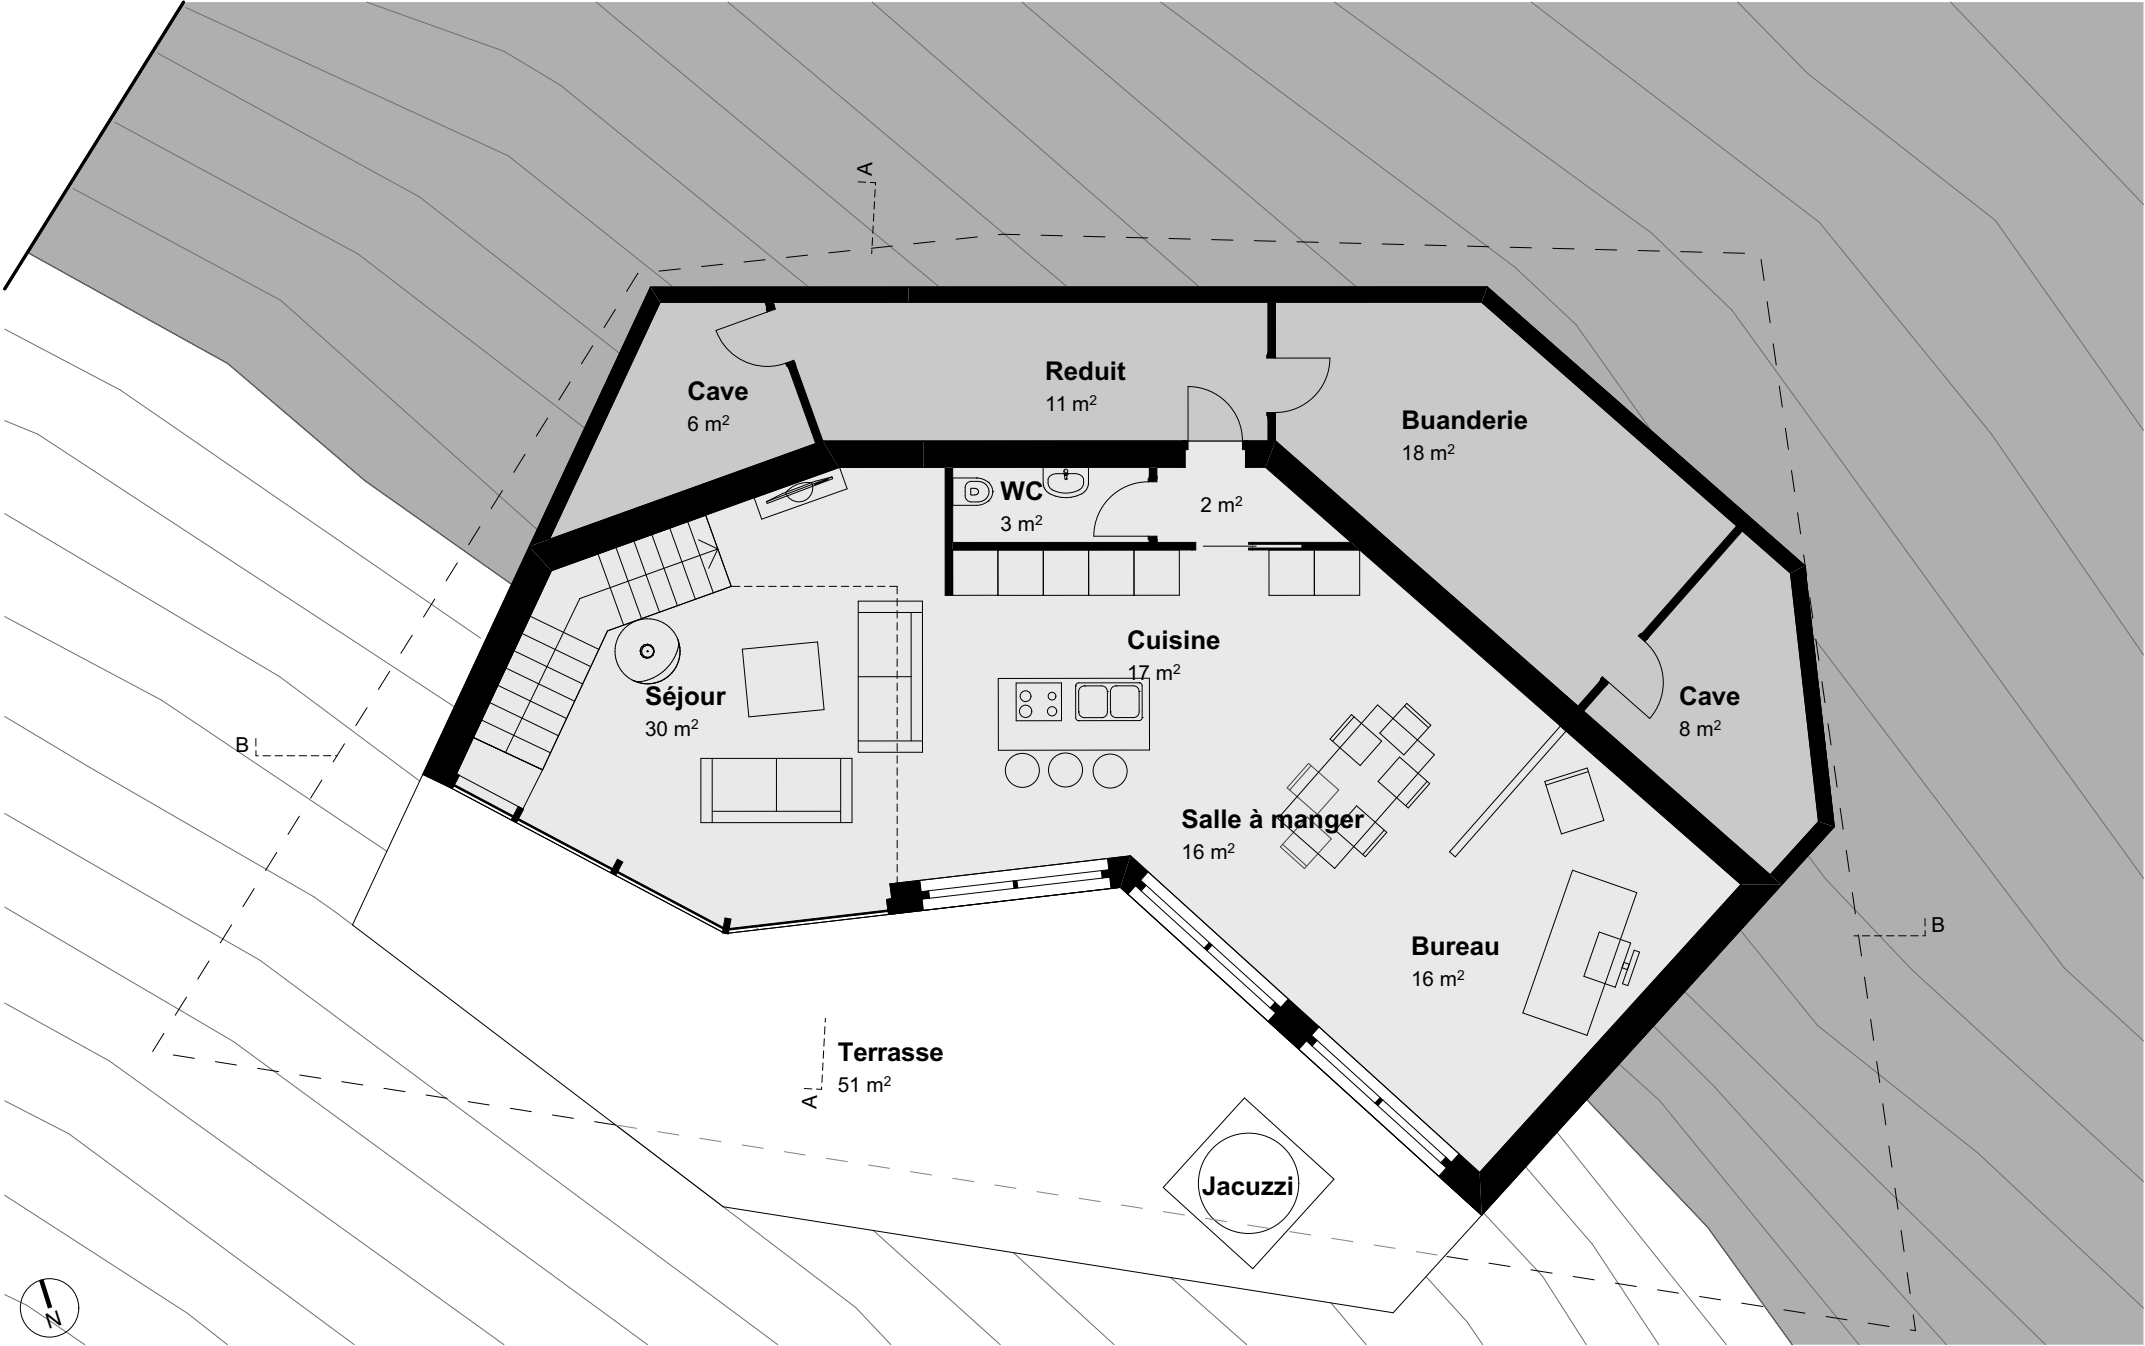 A
Reduit
11 m²
Cave
6 m²
Buanderie
18 m²
WC
3 m²
2 m²
Cuisine
17 m²
Séjour
30 m²
Cave
8 m²
B
Salle à manger
16 m²
B
Bureau
16 m²
Terrasse
51 m²
A
Jacuzzi
N